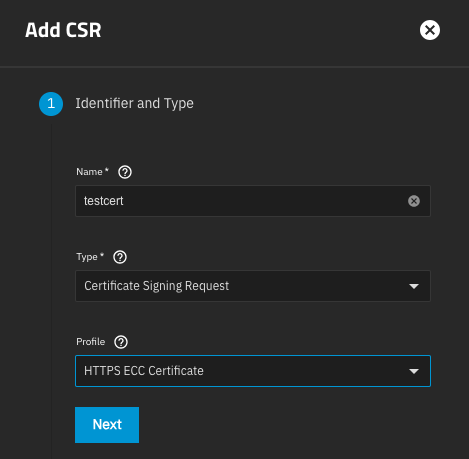 Add CSR
1 Identifier and Type
Name *
testcert
Type *
Certificate Signing Request
Profile
HTTPS ECC Certificate
Next